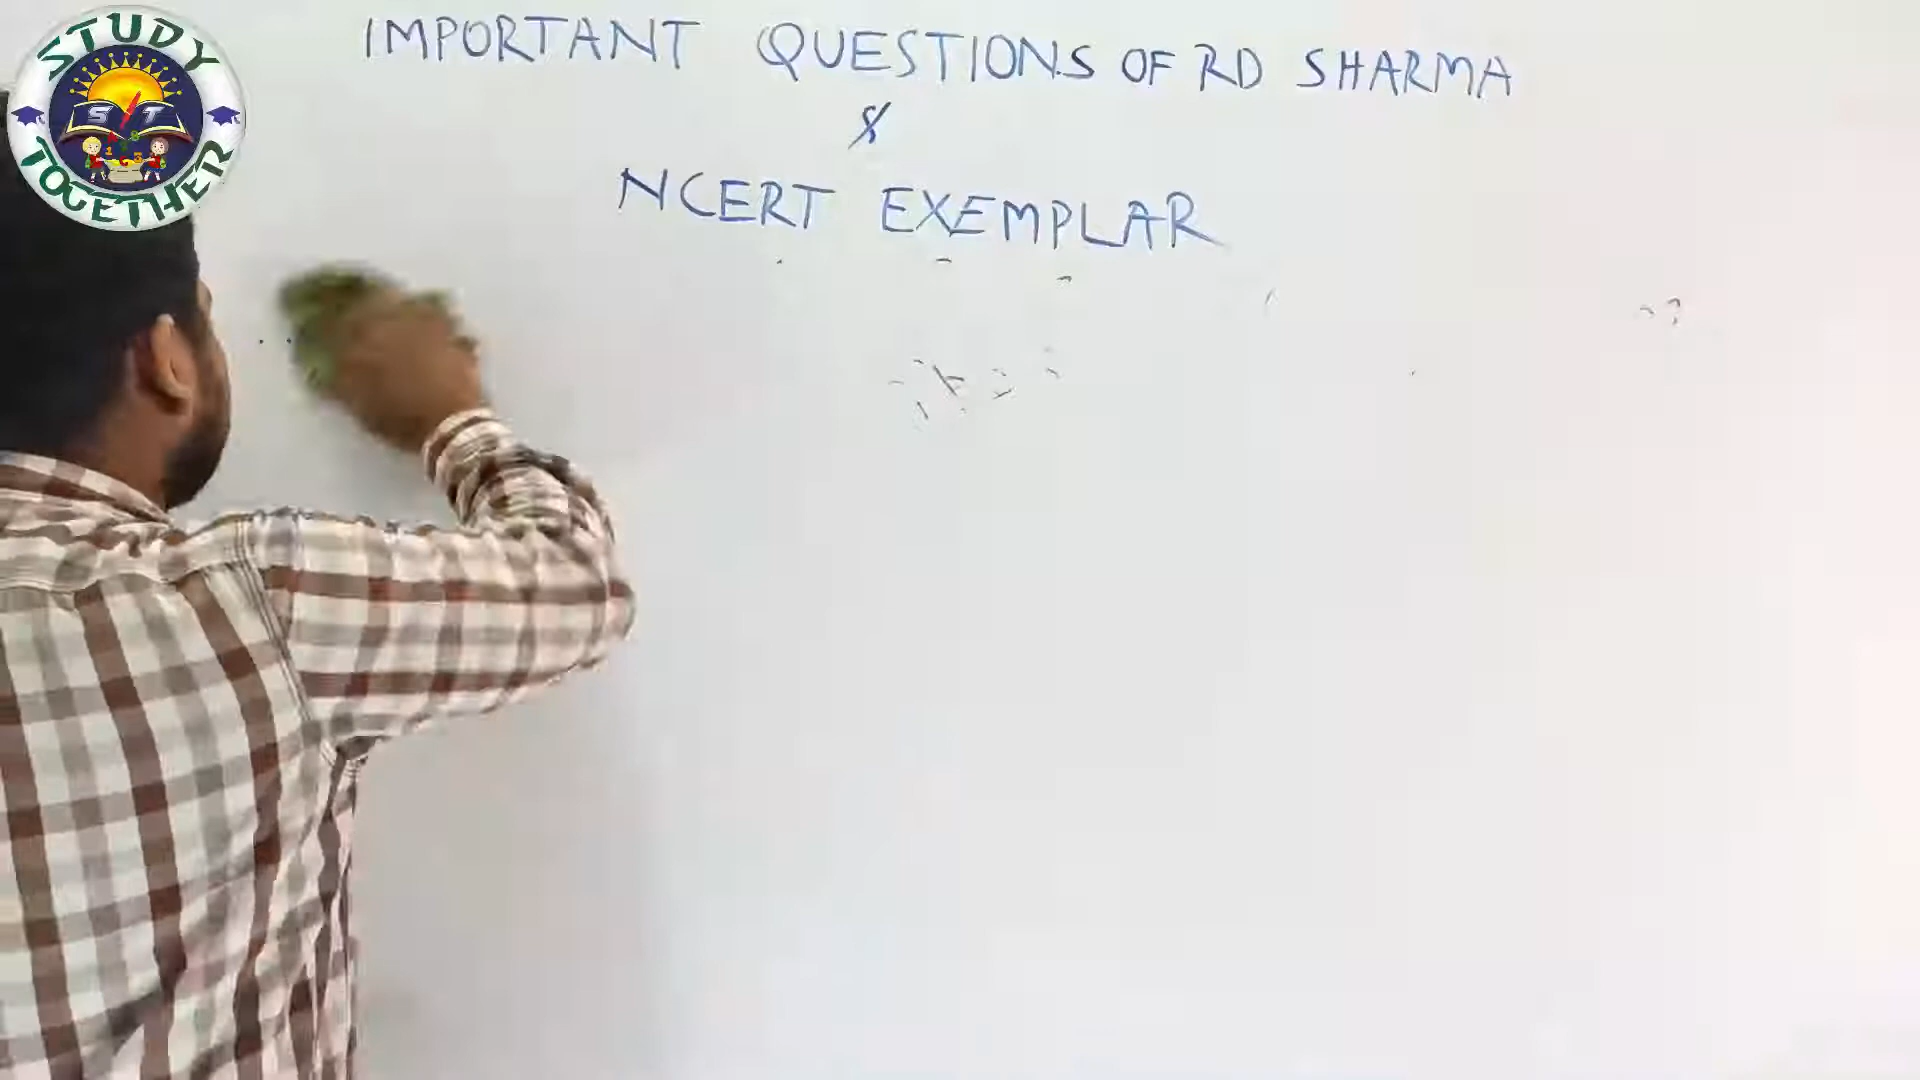 STUDY
S T
TOGETHER
IMPORTANT QUESTIONS OF RD SHARMA
&
NCERT EXEMPLAR